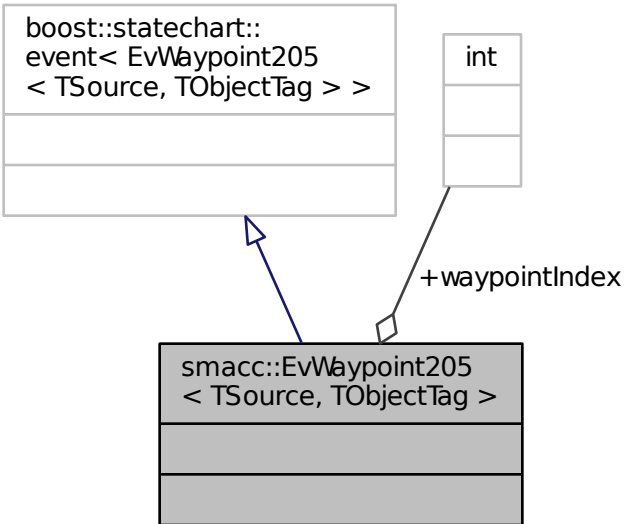 boost::statechart::
event< EvWaypoint205
< TSource, TObjectTag > >
int
+waypointIndex
smacc::EvWaypoint205
< TSource, TObjectTag >